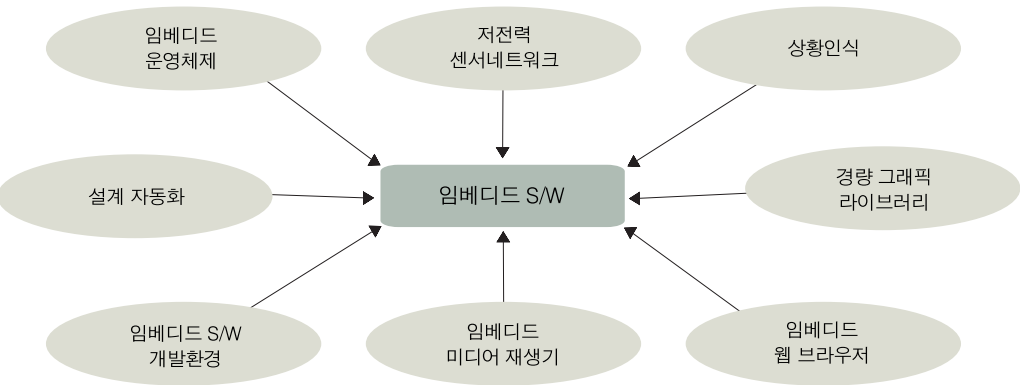 임베디드
운영체제
저전력
센서네트워크
상황인식
설계 자동화
임베디드 S/W
경량 그래픽
라이브러리
임베디드 S/W
개발환경
임베디드
미디어 재생기
임베디드
웹 브라우저